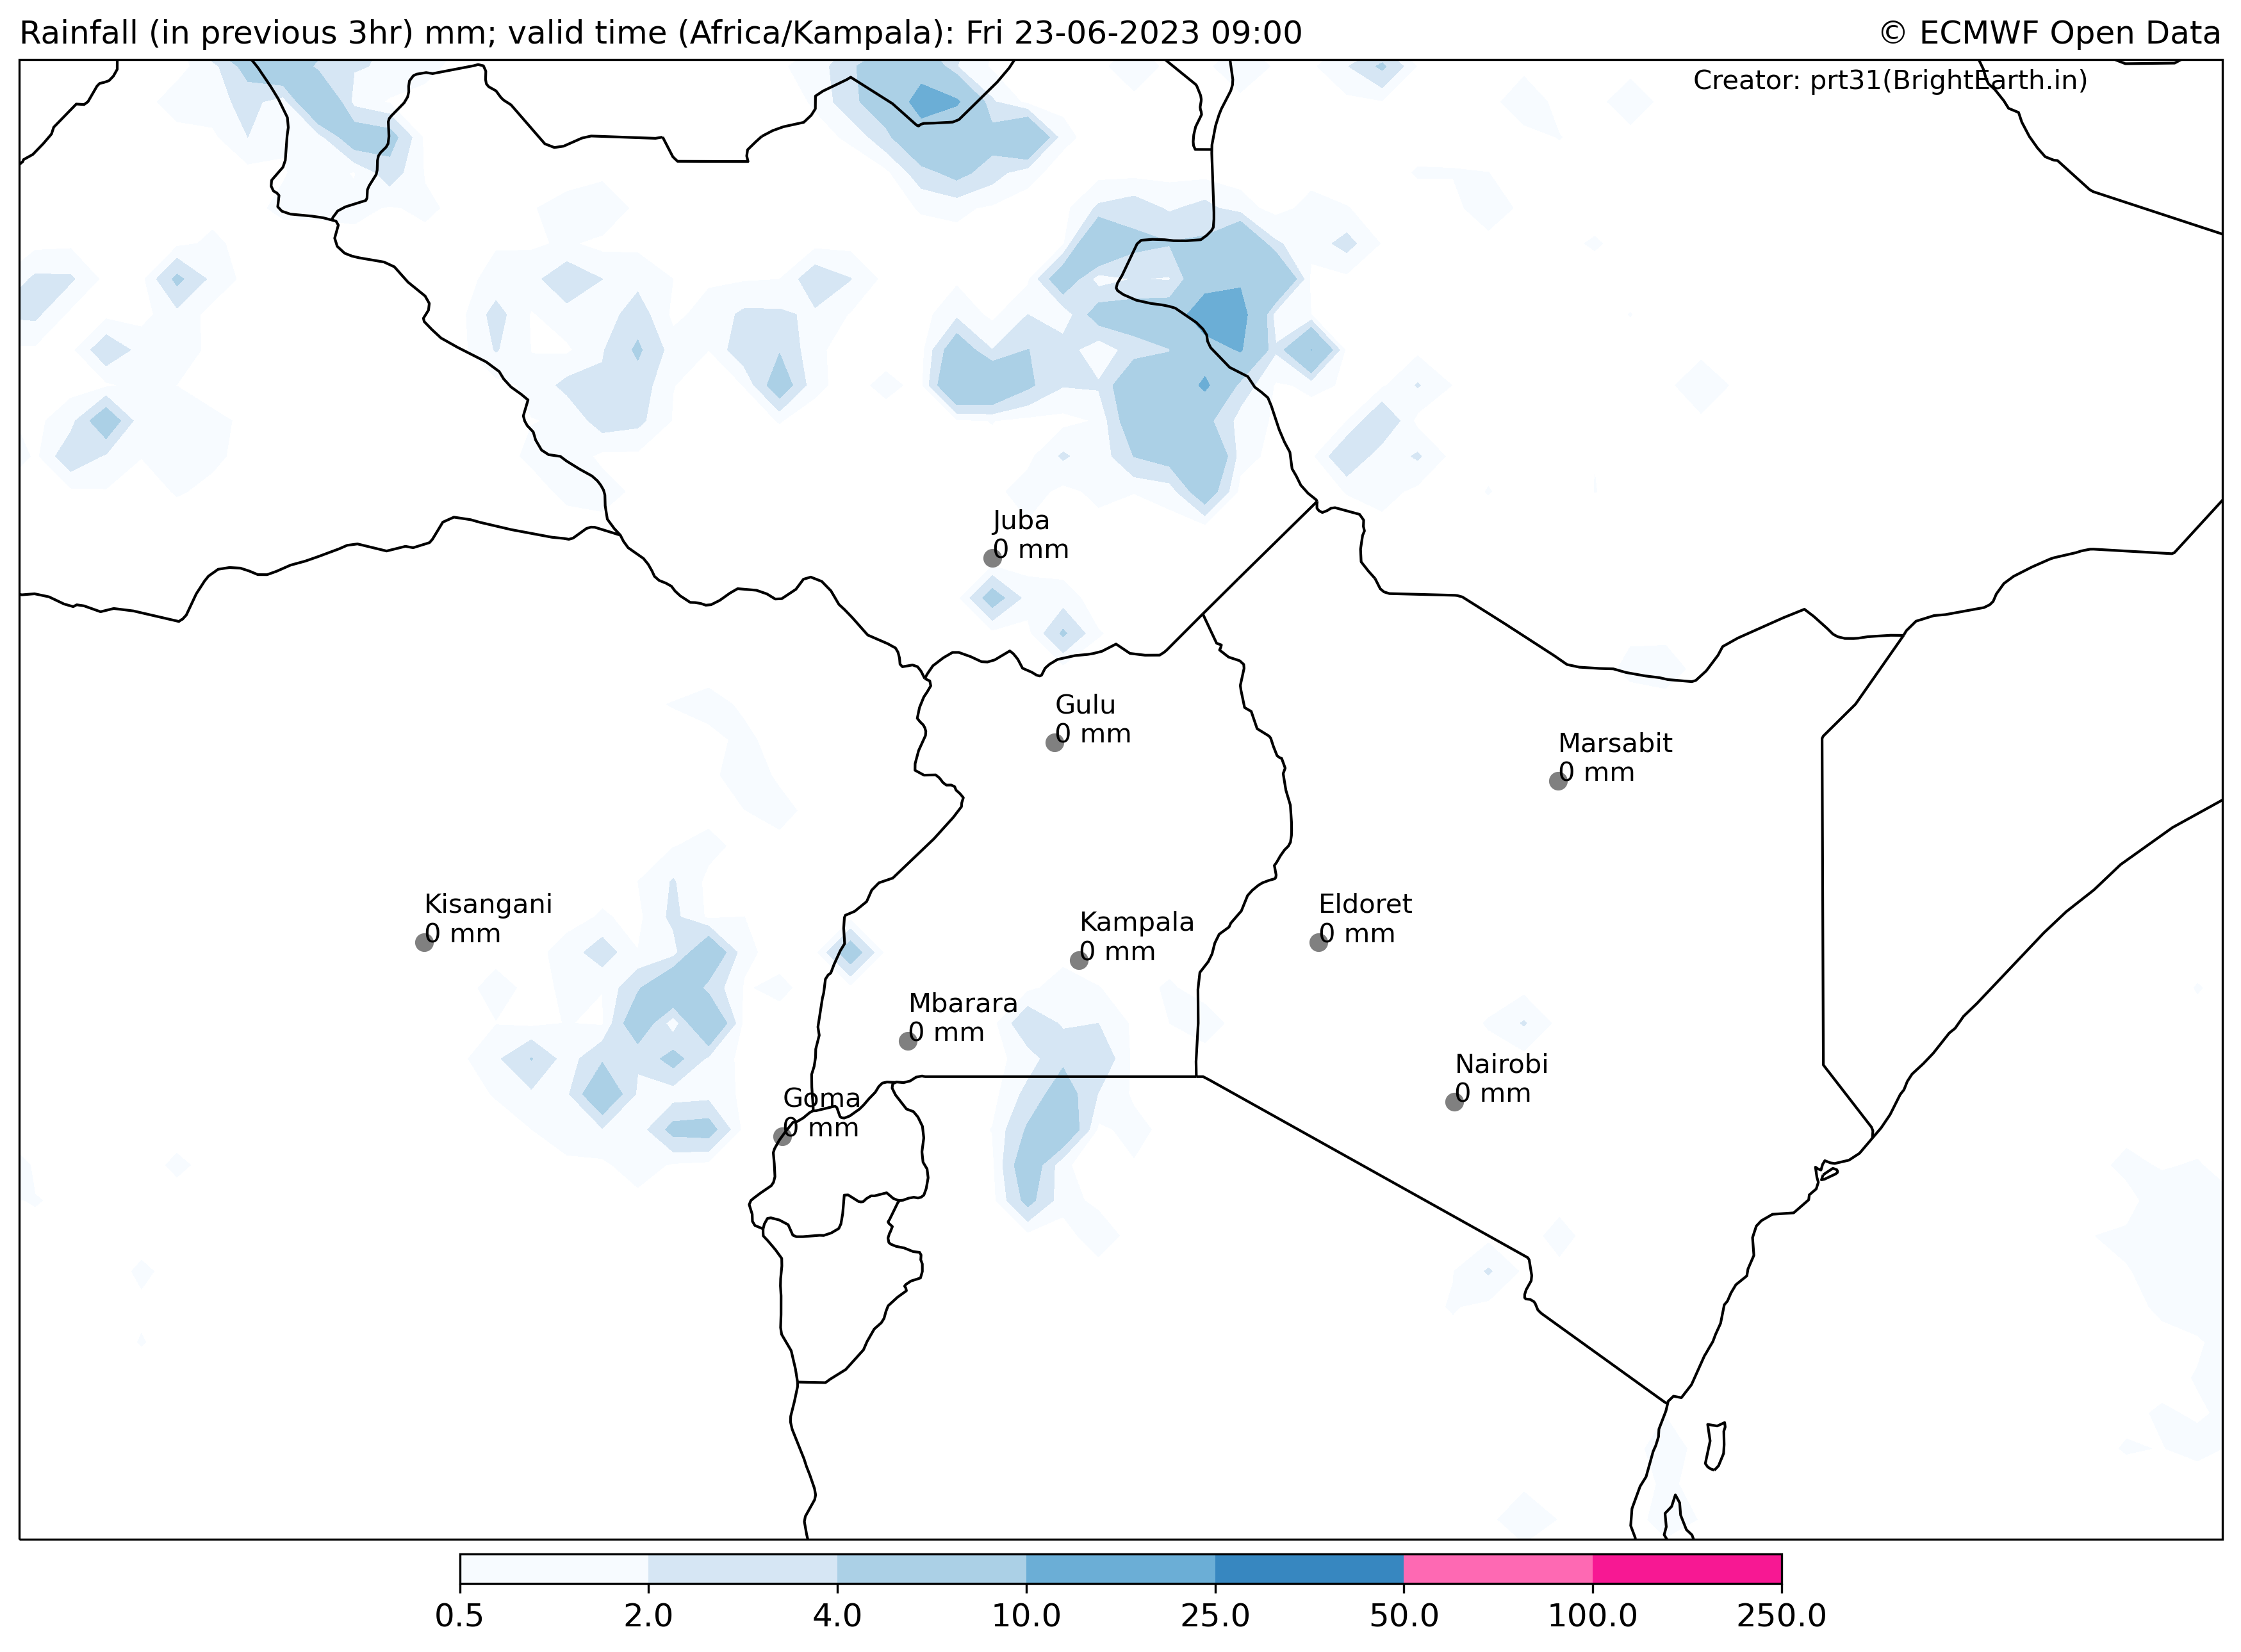 Rainfall (in previous 3hr) mm; valid time (Africa/Kampala): Fri 23-06-2023 09:00
© ECMWF Open Data
Creator: prt31(BrightEarth.in)
Juba
0 mm
Gulu
0 mm
Marsabit
0 mm
Kisangani
0 mm
Kampala
0 mm
Eldoret
0 mm
Mbarara
0 mm
Nairobi
0 mm
Goma
0 mm
0.5 2.0 4.0 10.0 25.0 50.0 100.0 250.0